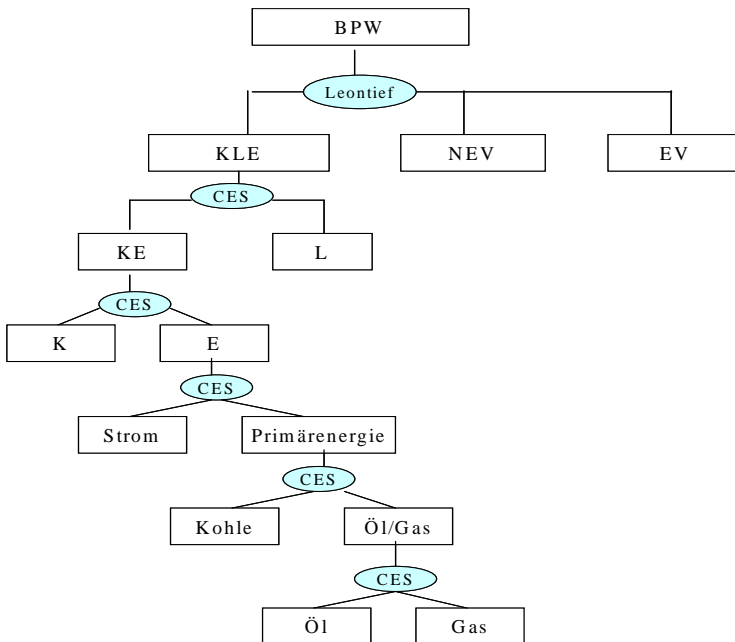 BPW
Leontief
KLE
NEV
EV
CES
KE
L
CES
K
E
CES
Strom
Primärenergie
CES
Kohle
Öl/Gas
CES
Öl
Gas